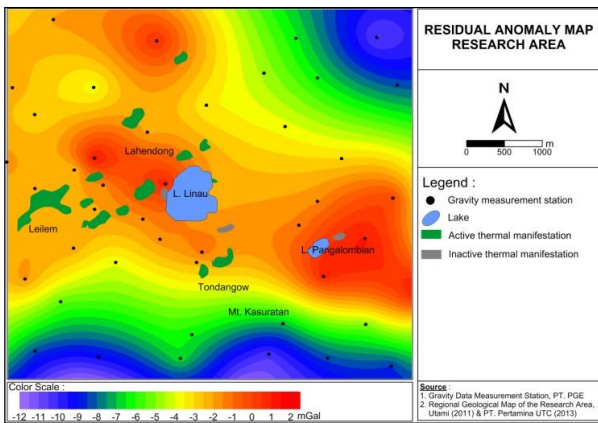 RESIDUAL ANOMALY MAP
RESEARCH AREA
N
0 500 1000 m
Legend :
Gravity measurement station
Lake
Active thermal manifestation
Inactive thermal manifestation
Lahendong
L. Linau
Leilem
L. Pangalombian
Tondangow
Mt. Kasuratan
Color Scale :
-12 -11 -10 -9 -8 -7 -6 -5 -4 -3 -2 -1 0 1 2 mGal
Source :
1. Gravity Data Measurement Station, PT. PGE
2. Regional Geological Map of the Research Area,
Utami (2011) & PT. Pertamina UTC (2013)